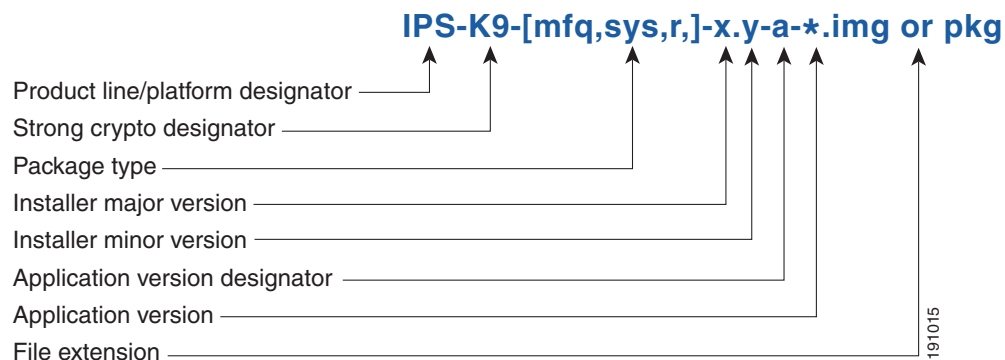 IPS-K9-[mfq,sys,r,]-x.y-a-*.img or pkg
Product line/platform designator
Strong crypto designator
Package type
Installer major version
Installer minor version
Application version designator
Application version
File extension
191015